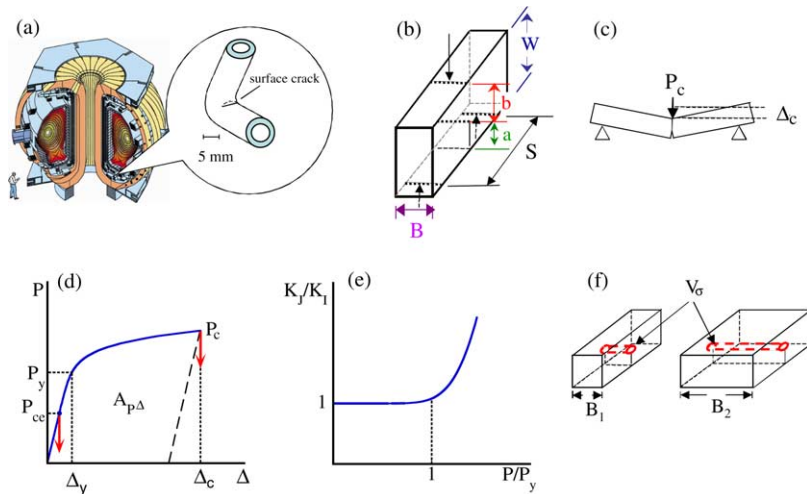 (a)
surface crack
5 mm
(b)
W
b
a
S
B
(c)
P_c
Δ_c
(d)
P
P_c
P_y
P_ce
A_PΔ
Δ_y
Δ_c
Δ
(e)
K_J/K_I
1
1
P/P_y
(f)
V_σ
B_1
B_2